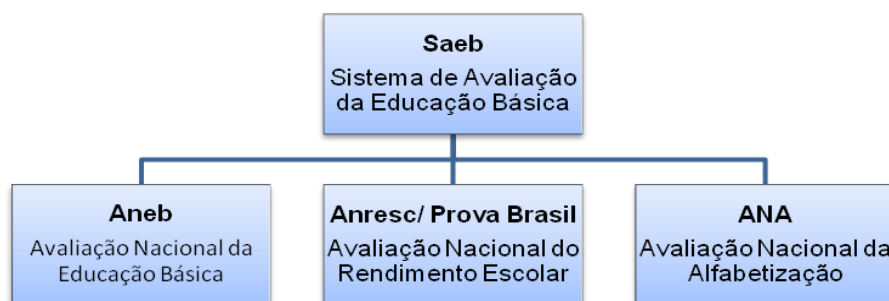 Saeb
Sistema de Avaliação
da Educação Básica
Aneb
Avaliação Nacional da
Educação Básica
Anresc/ Prova Brasil
Avaliação Nacional do
Rendimento Escolar
ANA
Avaliação Nacional da
Alfabetização